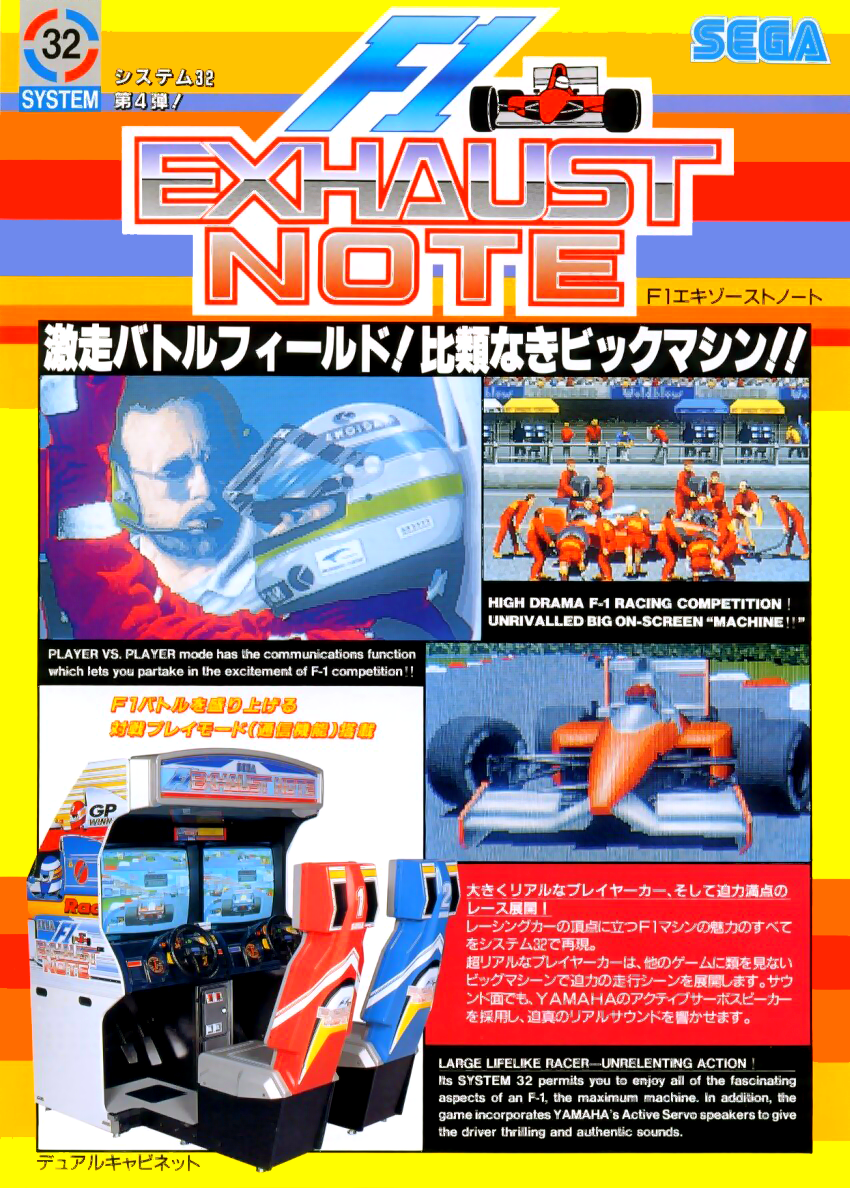 32
SYSTEM
システム32
第4弾!
SEGA
F1
EXHAUST
NOTE
F1エキゾーストノート
激走バトルフィールド!比類なきビックマシン!!
HIGH DRAMA F-1 RACING COMPETITION!
UNRIVALLED BIG ON-SCREEN "MACHINE!!"
PLAYER VS. PLAYER mode has the communications function
which lets you partake in the excitement of F-1 competition!!
F1バトルを盛り上げる
対戦プレイモード(通信機能)搭載
SEGA
EXHAUST NOTE
GP
1
2
SEGA
F1
EXHAUST
NOTE
大きくリアルなプレイヤーカー、そして迫力満点の
レース展開!
レーシングカーの頂点に立つF1マシンの魅力のすべて
をシステム32で再現。
超リアルなプレイヤーカーは、他のゲームに類を見ない
ビッグマシーンで迫力の走行シーンを展開します。サウ
ンド面でも、YAMAHAのアクティブサーボスピーカー
を採用し、迫真のリアルサウンドを響かせます。
LARGE LIFELIKE RACER—UNRELENTING ACTION!
Its SYSTEM 32 permits you to enjoy all of the fascinating
aspects of an F-1, the maximum machine. In addition, the
game incorporates YAMAHA's Active Servo speakers to give
the driver thrilling and authentic sounds.
デュアルキャビネット